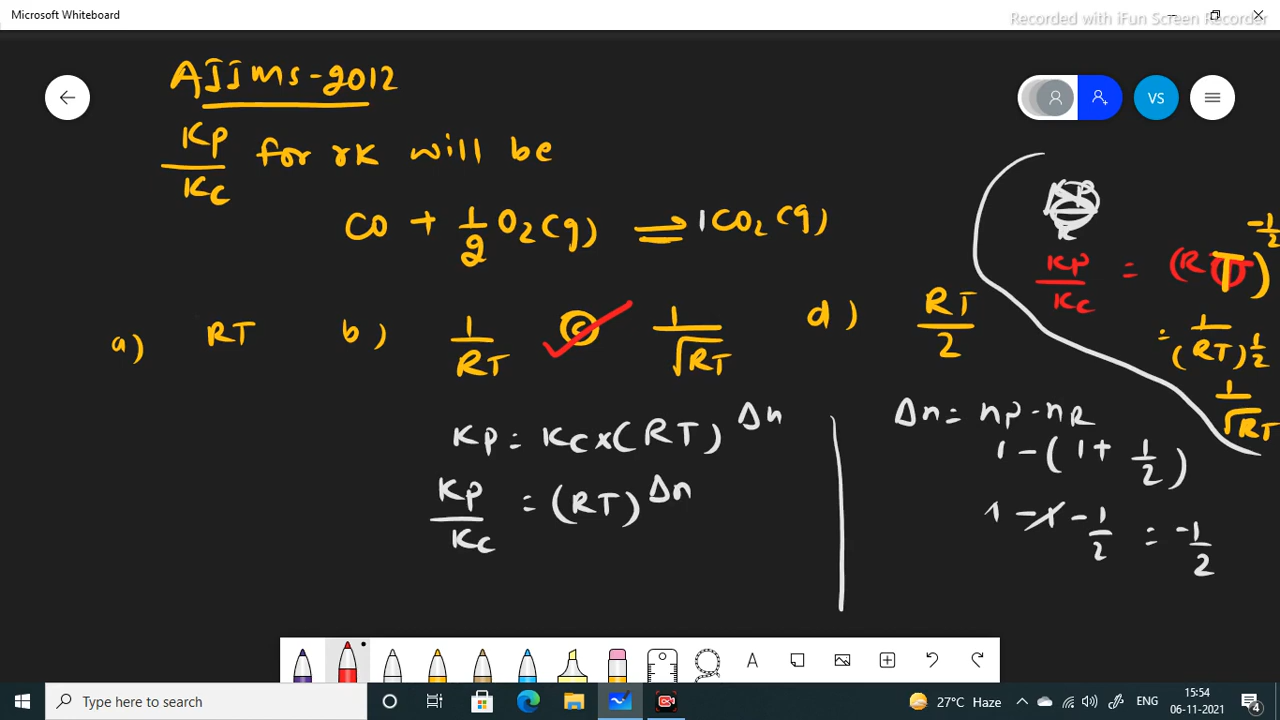 Microsoft Whiteboard
Recorded with iFun Screen Recorder
AIIMS-2012
Kp/Kc for rx will be
CO + 1/2 O2(g) ⇌ 1CO2(g)
a) RT b) 1/RT c 1/√RT d) RT/2
Kp = Kc×(RT)^Δn
Kp/Kc = (RT)^Δn
Δn = np - nR
1 - (1 + 1/2)
1 - 1 - 1/2 = -1/2
Kp/Kc = (RT)^-1/2
= 1/(RT)^1/2
1/√RT
VS
A
Type here to search
27°C Haze
ENG
15:54
06-11-2021
4